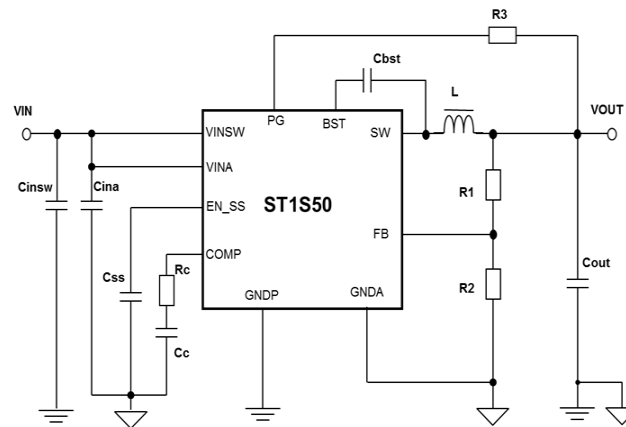 R3
Cbst
L
VIN
VOUT
PG
BST
VINSW
SW
VINA
Cinsw
Cina
R1
EN_SS
ST1S50
FB
COMP
Css
Rc
Cout
GNDP
GNDA
R2
Cc